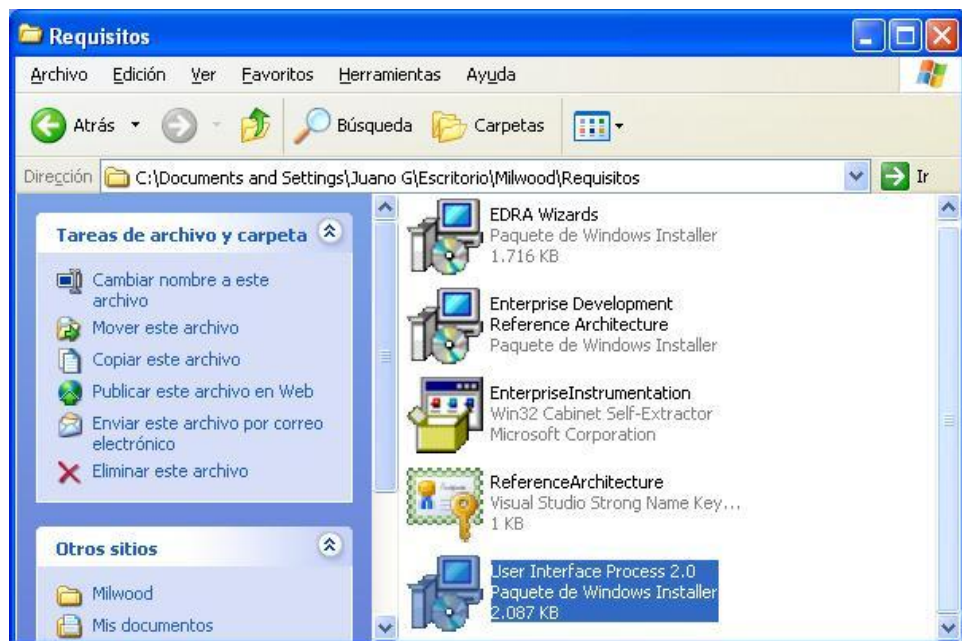 Requisitos
Archivo Edición Ver Favoritos Herramientas Ayuda
Atrás Búsqueda Carpetas
Dirección C:\Documents and Settings\Juano G\Escritorio\Milwood\Requisitos Ir
Tareas de archivo y carpeta
Cambiar nombre a este
archivo
Mover este archivo
Copiar este archivo
Publicar este archivo en Web
Enviar este archivo por correo
electrónico
Eliminar este archivo
Otros sitios
Milwood
Mis documentos
EDRA Wizards
Paquete de Windows Installer
1.716 KB
Enterprise Development
Reference Architecture
Paquete de Windows Installer
EnterpriseInstrumentation
Win32 Cabinet Self-Extractor
Microsoft Corporation
ReferenceArchitecture
Visual Studio Strong Name Key...
1 KB
User Interface Process 2.0
Paquete de Windows Installer
2.087 KB